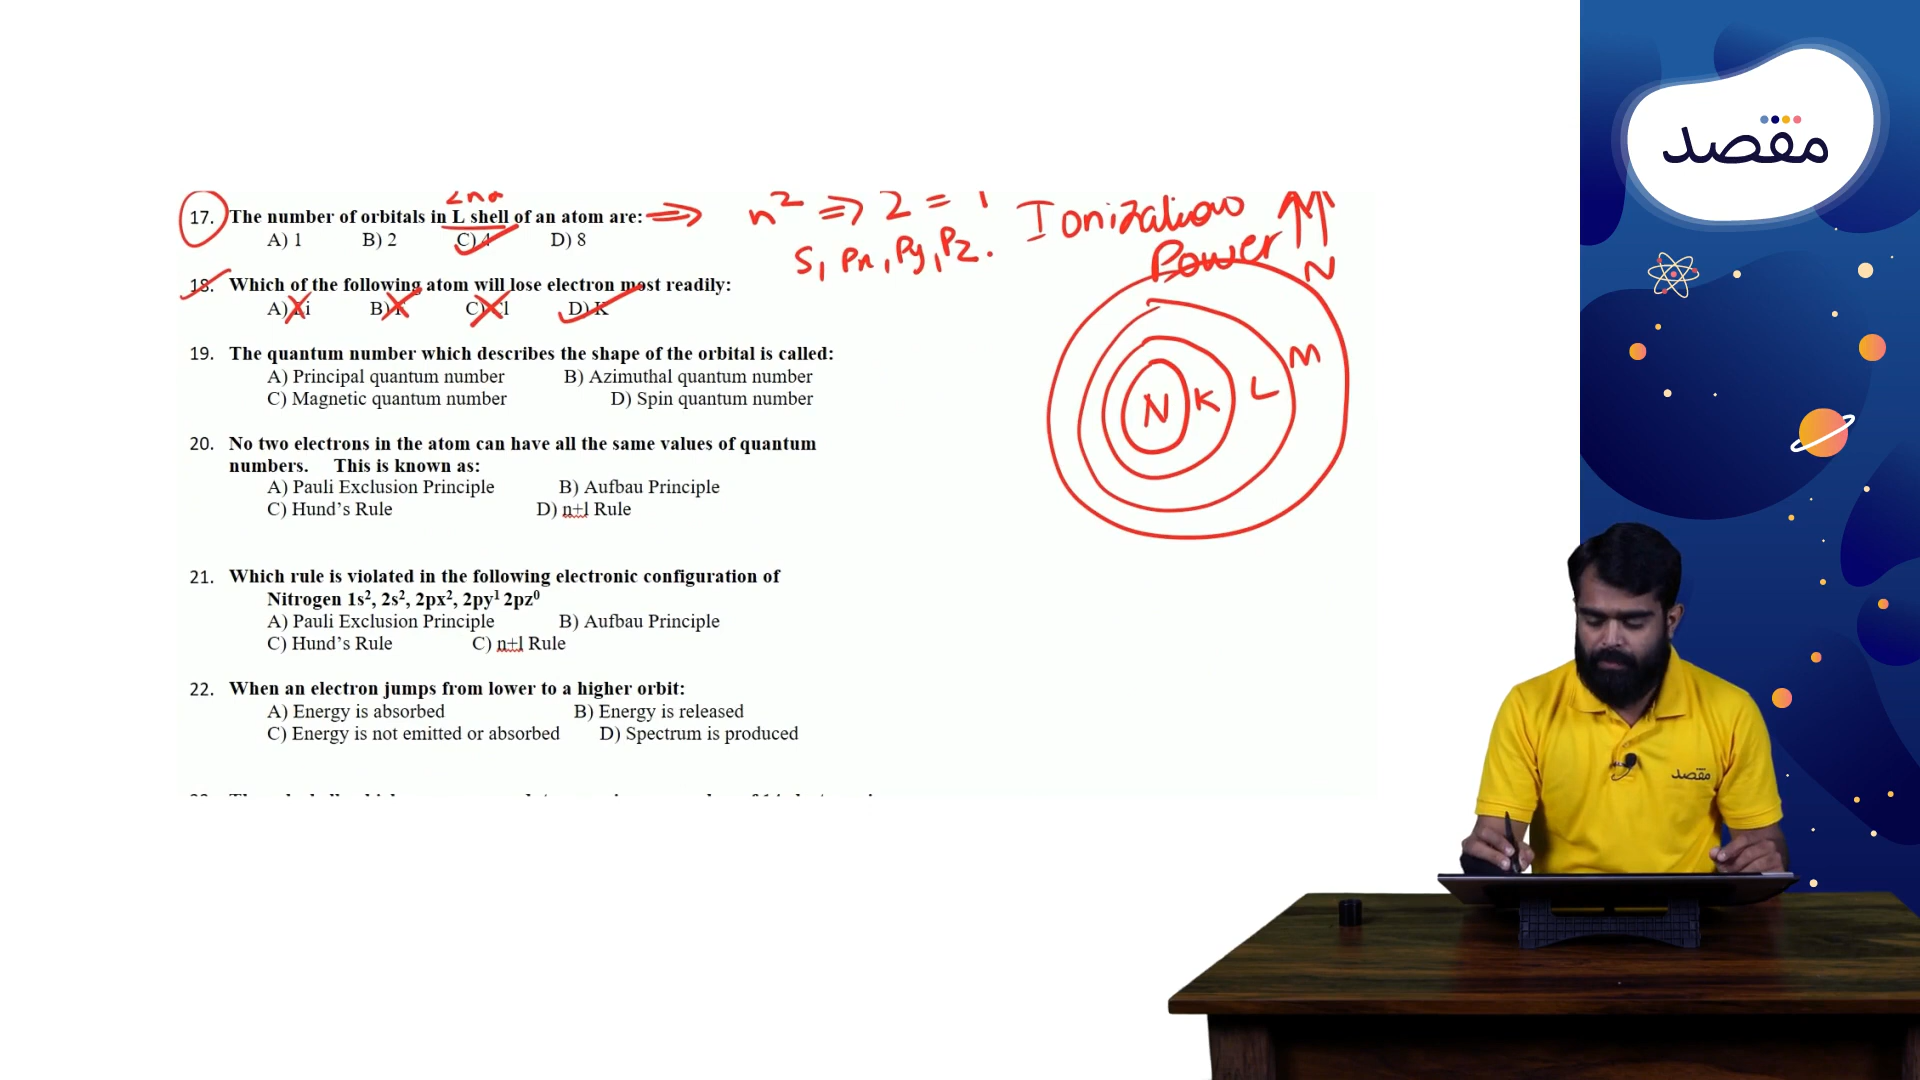 مقصد
2nd
17. The number of orbitals in L shell of an atom are: ⇒ n² ⇒ 2 = 1 Ionization
A) 1 B) 2 C) 4 D) 8 S, Px, Py, Pz. Power
N
18. Which of the following atom will lose electron most readily:
A) i B) C) l D) K
19. The quantum number which describes the shape of the orbital is called:
A) Principal quantum number B) Azimuthal quantum number
C) Magnetic quantum number D) Spin quantum number
N K L M
20. No two electrons in the atom can have all the same values of quantum
numbers. This is known as:
A) Pauli Exclusion Principle B) Aufbau Principle
C) Hund’s Rule D) n+l Rule
21. Which rule is violated in the following electronic configuration of
Nitrogen 1s², 2s², 2px², 2py¹ 2pz⁰
A) Pauli Exclusion Principle B) Aufbau Principle
C) Hund’s Rule C) n+l Rule
22. When an electron jumps from lower to a higher orbit:
A) Energy is absorbed B) Energy is released
C) Energy is not emitted or absorbed D) Spectrum is produced
مقصد